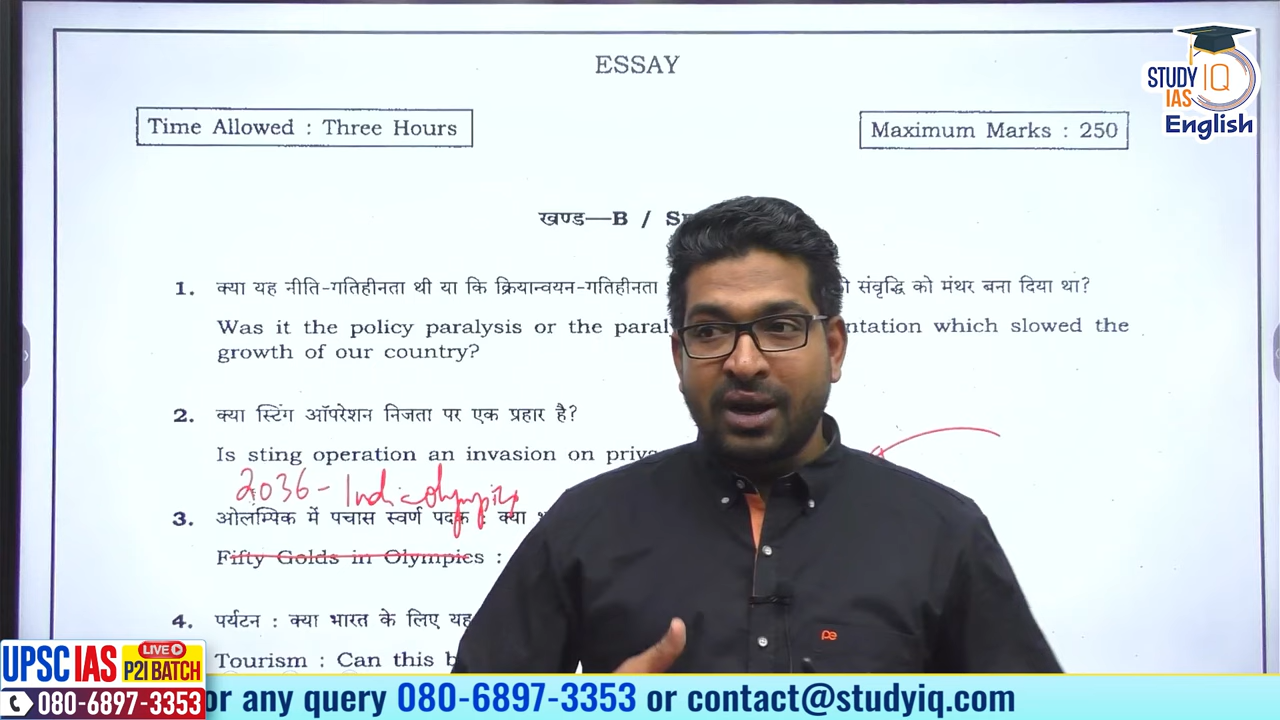 ESSAY
STUDY IQ
IAS
English
Time Allowed : Three Hours
Maximum Marks : 250
खण्ड—B /
1. क्या यह नीति-गतिहीनता थी या कि क्रियान्वयन-गतिहीनता संवृद्धि को मंथर बना दिया था?
Was it the policy paralysis or the which slowed the
growth of our country?
2. क्या स्टिंग ऑपरेशन निजता पर एक प्रहार है?
Is sting operation an invasion on
2036 - India olympics
3. ओलम्पिक में पचास स्वर्ण पदक : क्या
Fifty Golds in Olympics :
4. पर्यटन : क्या भारत के लिए यह
Tourism : Can this
UPSC IAS LIVE
P2I BATCH
080-6897-3353
or any query 080-6897-3353 or contact@studyiq.com
pe